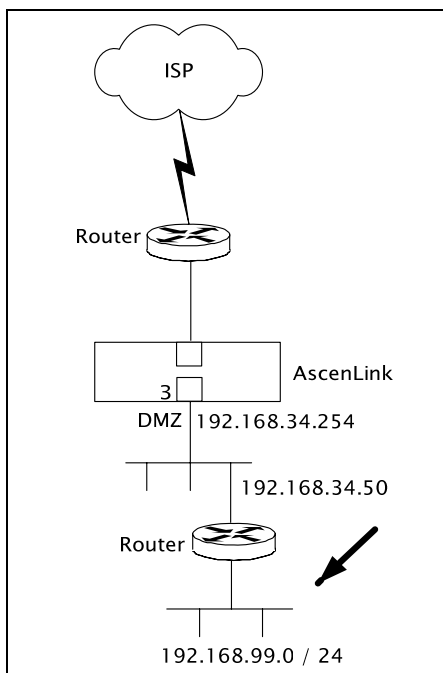 ISP
Router
AscenLink
3
DMZ 192.168.34.254
192.168.34.50
Router
192.168.99.0 / 24